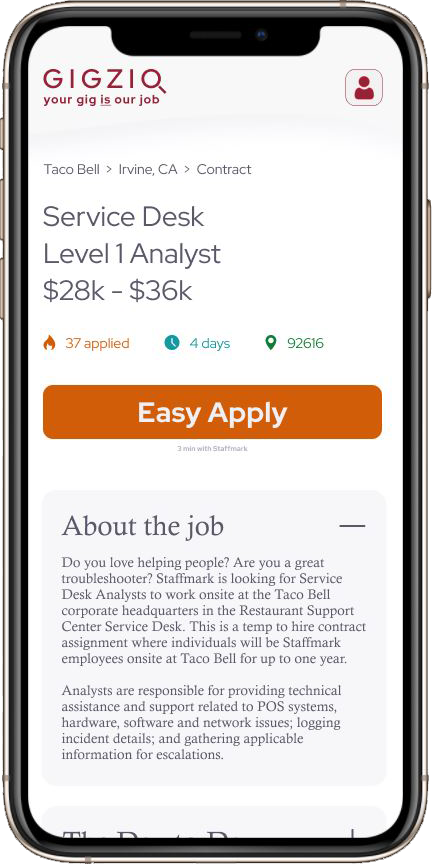 GIGZIO
your gig is our job
Taco Bell > Irvine, CA > Contract
Service Desk
Level 1 Analyst
$28k - $36k
37 applied
4 days
92616
Easy Apply
3 min with Staffmark
About the job
Do you love helping people? Are you a great
troubleshooter? Staffmark is looking for Service
Desk Analysts to work onsite at the Taco Bell
corporate headquarters in the Restaurant Support
Center Service Desk. This is a temp to hire contract
assignment where individuals will be Staffmark
employees onsite at Taco Bell for up to one year.
Analysts are responsible for providing technical
assistance and support related to POS systems,
hardware, software and network issues; logging
incident details; and gathering applicable
information for escalations.